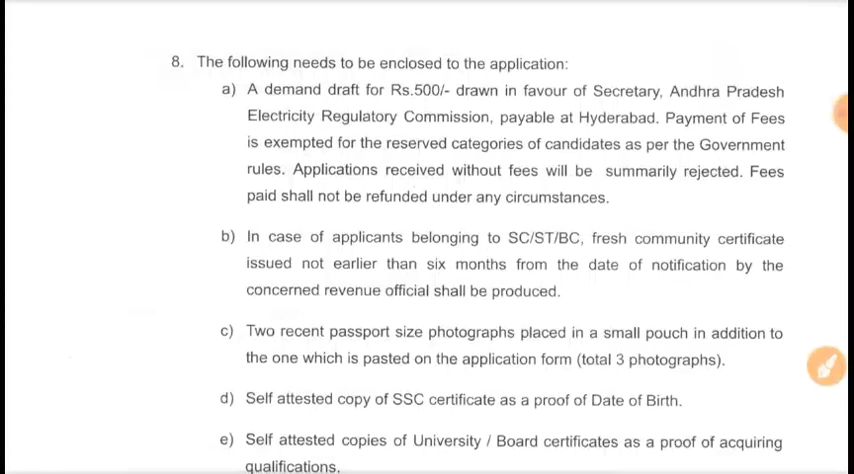 8. The following needs to be enclosed to the application:
a) A demand draft for Rs.500/- drawn in favour of Secretary, Andhra Pradesh
Electricity Regulatory Commission, payable at Hyderabad. Payment of Fees
is exempted for the reserved categories of candidates as per the Government
rules. Applications received without fees will be summarily rejected. Fees
paid shall not be refunded under any circumstances.
b) In case of applicants belonging to SC/ST/BC, fresh community certificate
issued not earlier than six months from the date of notification by the
concerned revenue official shall be produced.
c) Two recent passport size photographs placed in a small pouch in addition to
the one which is pasted on the application form (total 3 photographs).
d) Self attested copy of SSC certificate as a proof of Date of Birth.
e) Self attested copies of University / Board certificates as a proof of acquiring
qualifications.